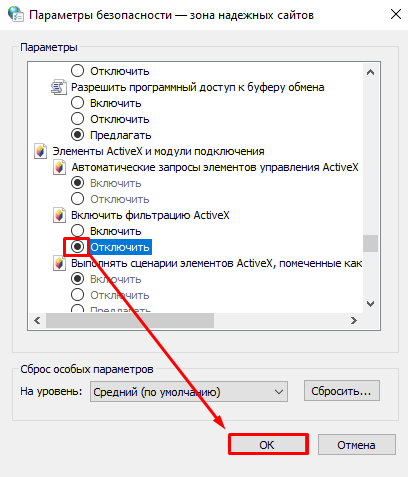 Параметры безопасности — зона надежных сайтов
Параметры
Отключить
Разрешить программный доступ к буферу обмена
Включить
Отключить
Предлагать
Элементы ActiveX и модули подключения
Автоматические запросы элементов управления ActiveX
Включить
Отключить
Включить фильтрацию ActiveX
Включить
Отключить
Выполнять сценарии элементов ActiveX, помеченные как
Включить
Отключить
Предлагать
Сброс особых параметров
На уровень: Средний (по умолчанию) Сбросить...
ОК Отмена